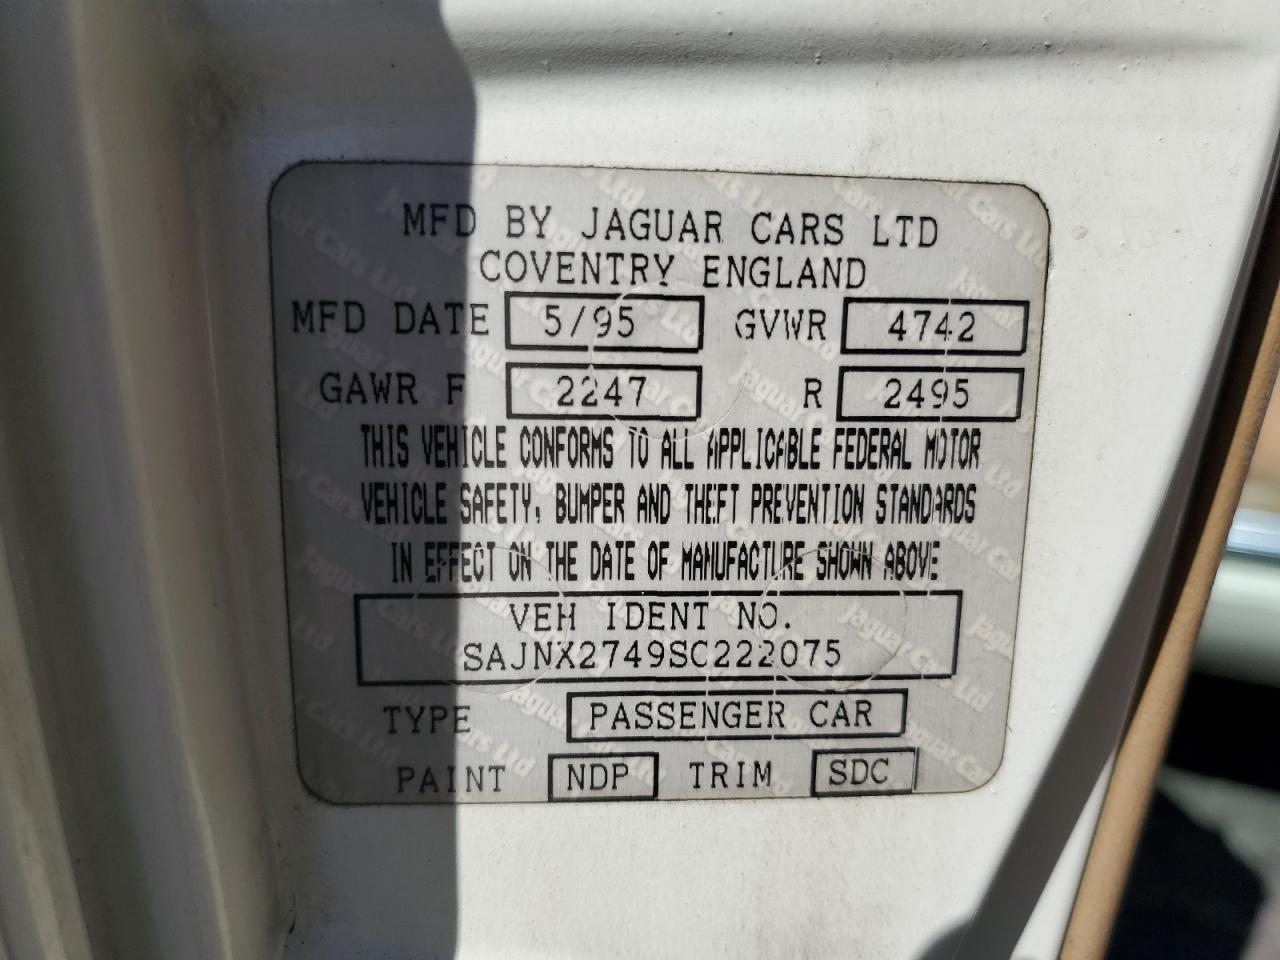 MFD BY JAGUAR CARS LTD
COVENTRY ENGLAND
MFD DATE 5/95 GVWR 4742
GAWR F 2247 R 2495
THIS VEHICLE CONFORMS TO ALL APPLICABLE FEDERAL MOTOR
VEHICLE SAFETY, BUMPER AND THEFT PREVENTION STANDARDS
IN EFFECT ON THE DATE OF MANUFACTURE SHOWN ABOVE
VEH IDENT NO.
SAJNX2749SC222075
TYPE PASSENGER CAR
PAINT NDP TRIM SDC